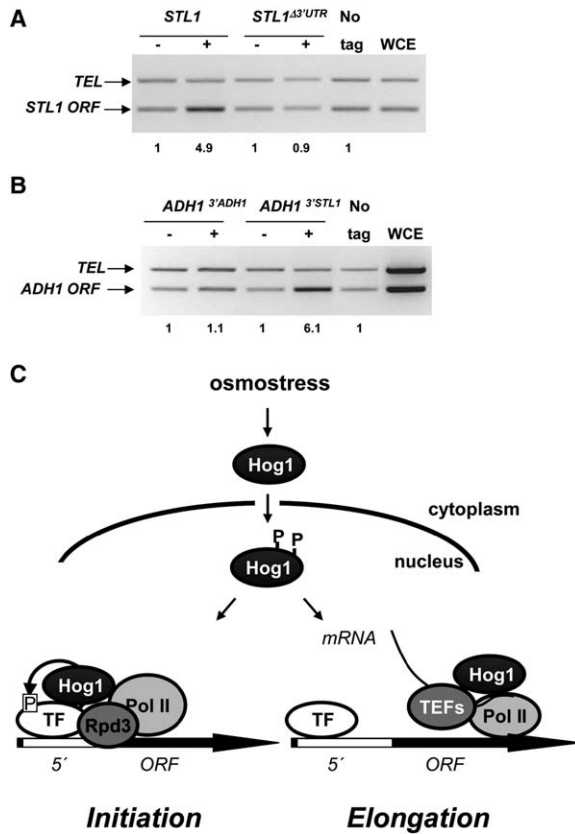 A
STL1 STL1Δ3'UTR No
- + - + tag WCE
TEL
STL1 ORF
1 4.9 1 0.9 1
B
ADH1 3'ADH1 ADH1 3'STL1 No
- + - + tag WCE
TEL
ADH1 ORF
1 1.1 1 6.1 1
C
osmostress
Hog1
cytoplasm
P P
nucleus
Hog1
mRNA
P Hog1 Pol II
TF Rpd3
5´ ORF
Hog1
TF TEFs Pol II
5´ ORF
Initiation Elongation